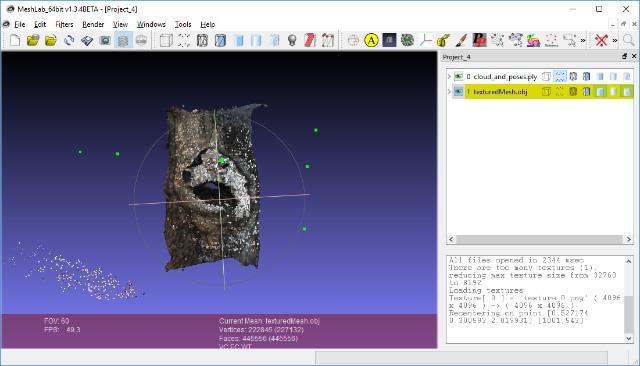 MeshLab_64bit v1.3.4BETA - [Project_4]
File Edit Filters Render View Windows Tools Help
Project_4
0 cloud_and_poses.ply
1 texturedMesh.obj
All files opened in 2344 msec
There are too many textures (1),
reducing max texture size from 32768
to 8192
Loading textures
Texture[ 0 ] = 'texture_0.png' ( 4096
x 4096 ) -> ( 4096 x 4096 )
Recentering on point [0.527174
0.300593 2.019931] [1001,543]
FOV: 60
FPS: 49.3
Current Mesh: texturedMesh.obj
Vertices: 222845 (227132)
Faces: 445556 (445556)
VC FC WT